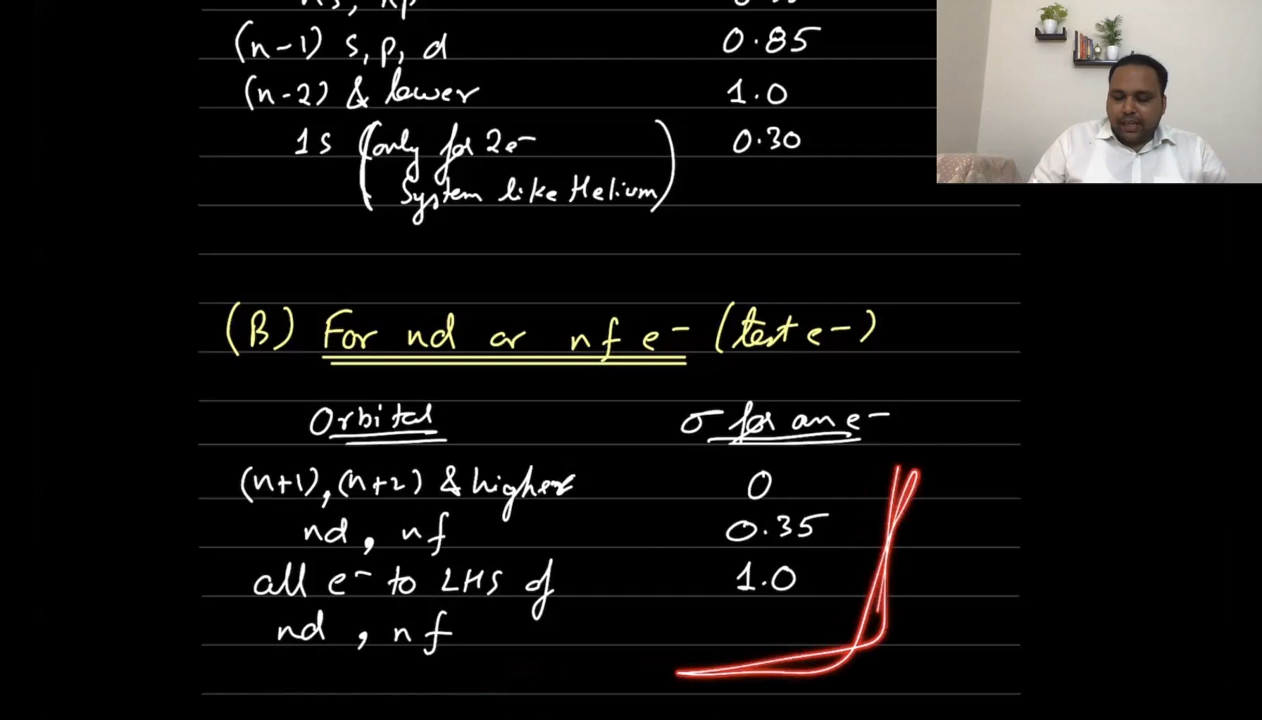 (n-1) s, p, d 0.85
(n-2) & lower 1.0
1s (only for 2e- 0.30
System like Helium)
(B) For nd or nf e- (test e-)
Orbital σ for an e-
(n+1), (n+2) & higher 0
nd, nf 0.35
all e- to LHS of 1.0
nd, nf